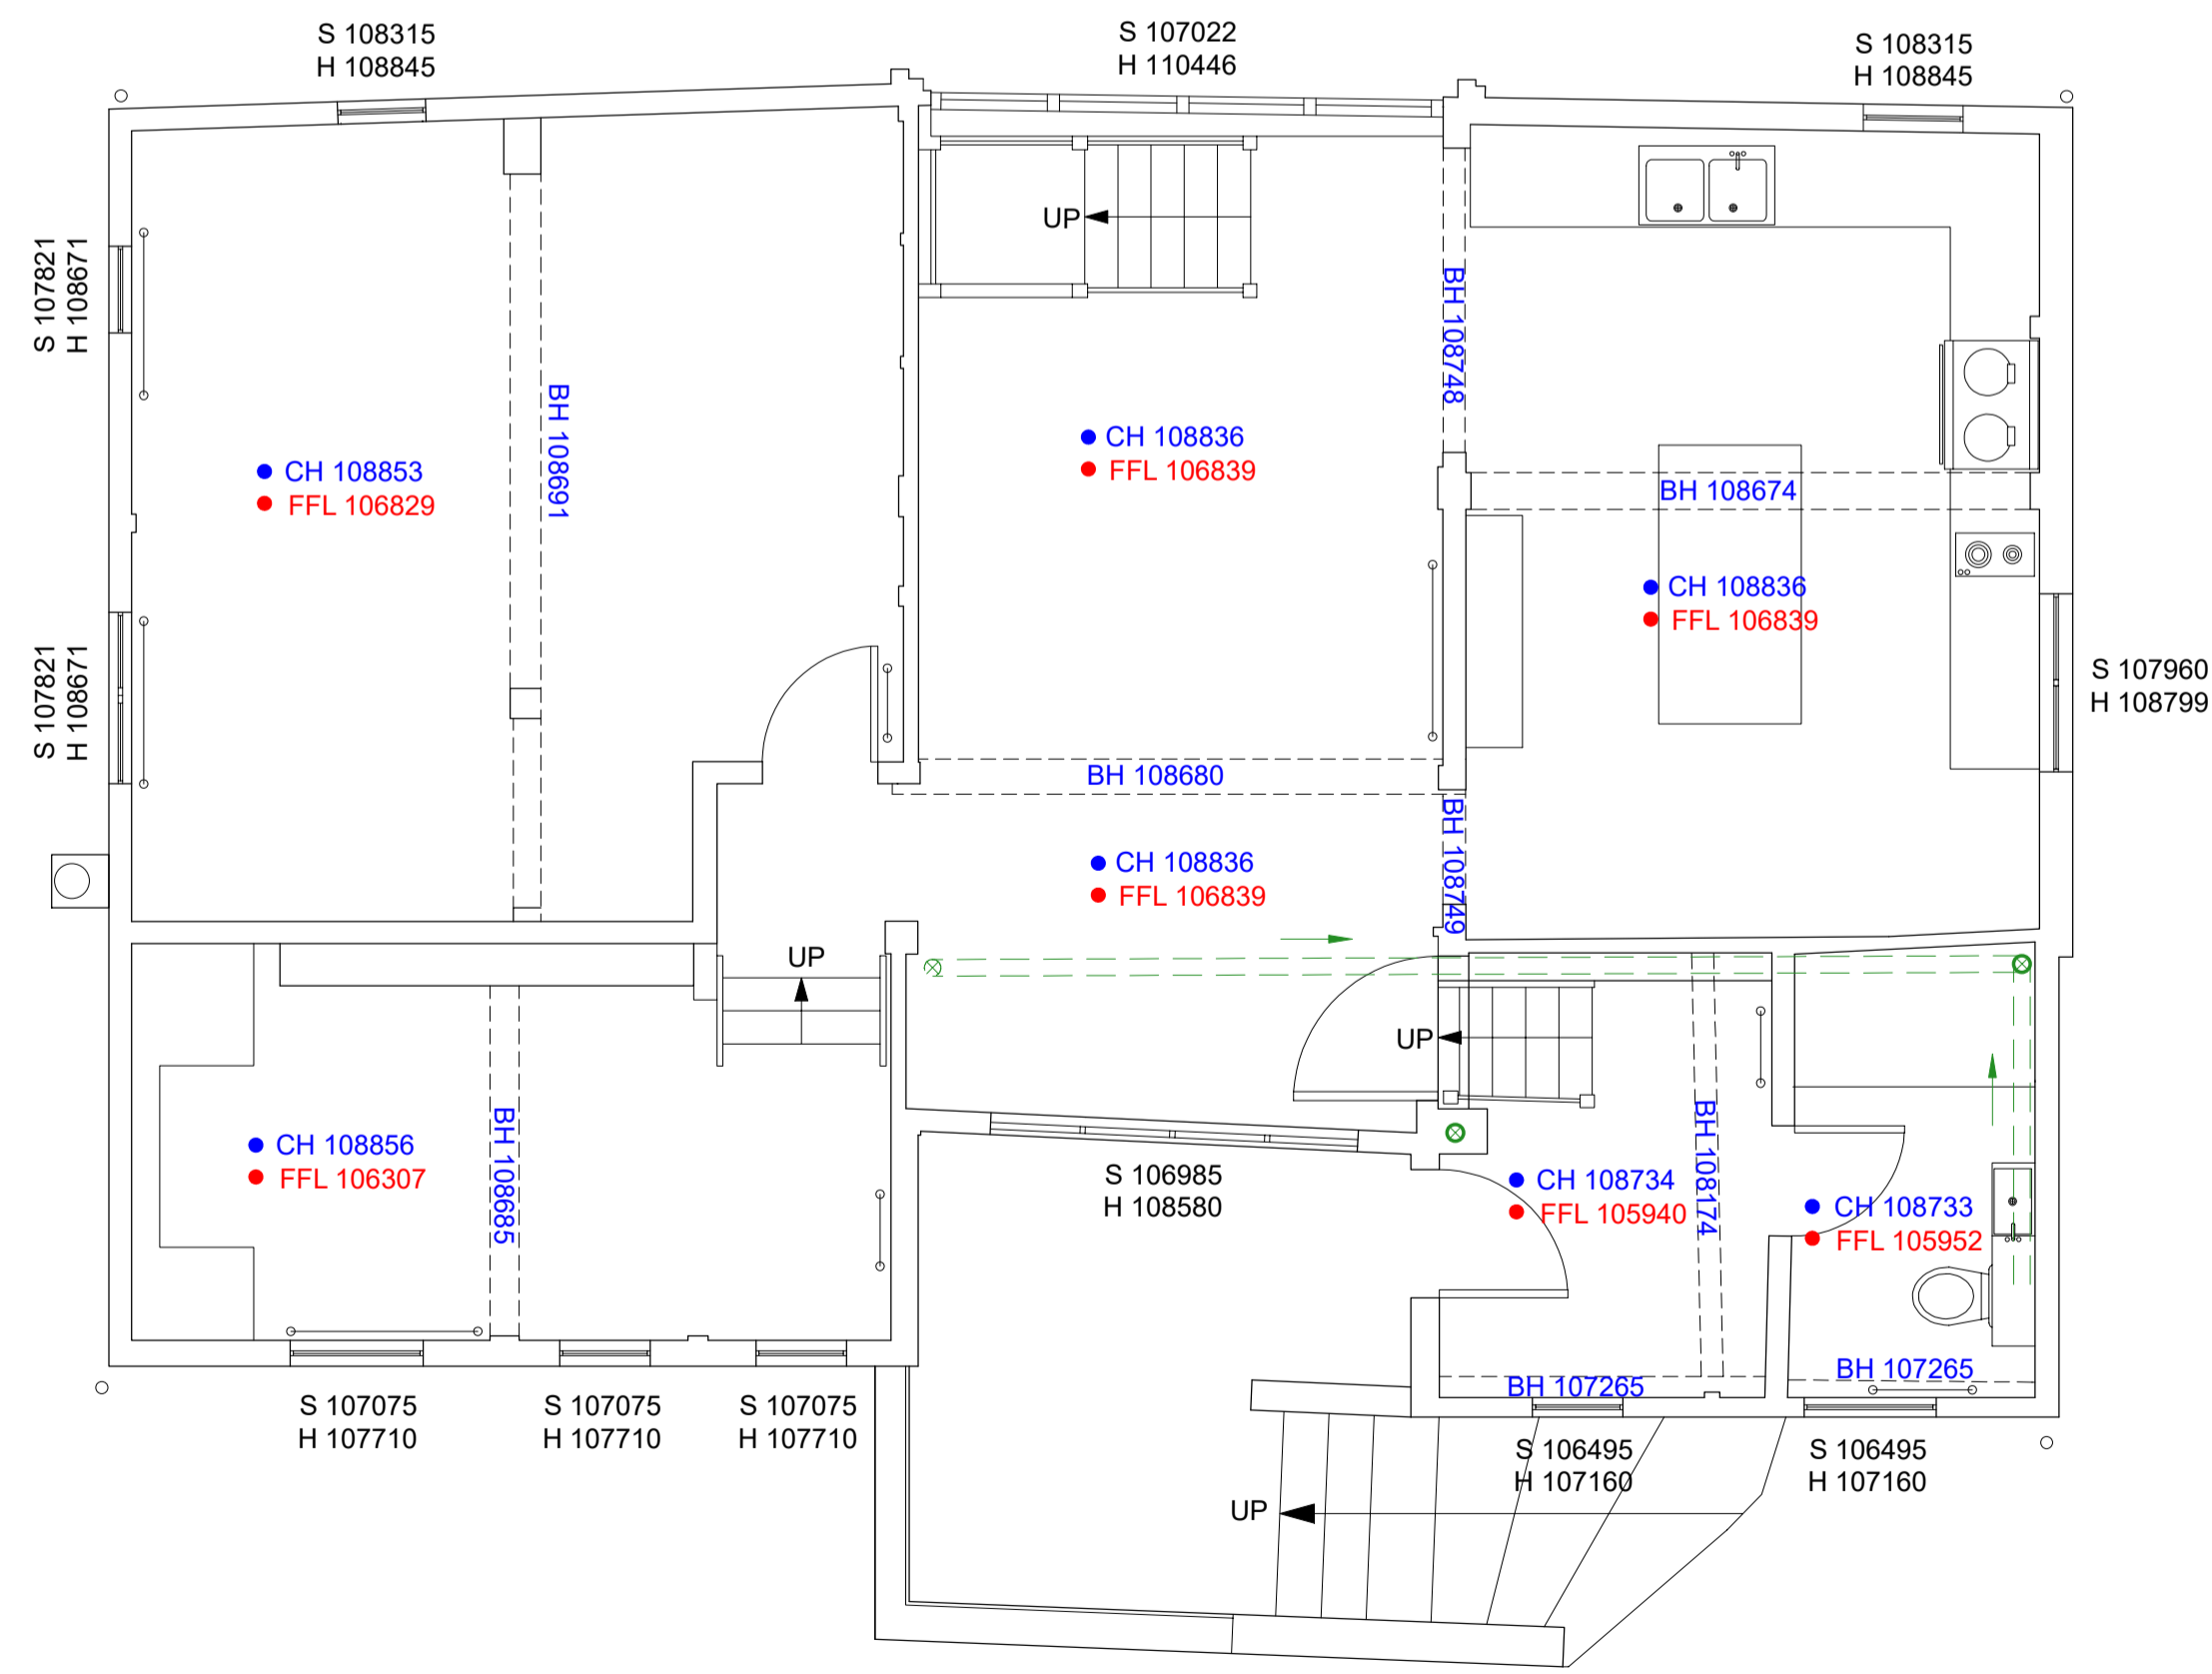 S 108315
H 108845
S 107022
H 110446
S 108315
H 108845
S 107821
H 108671
UP
BH 108748
BH 108691
CH 108853
FFL 106829
CH 108836
FFL 106839
BH 108674
CH 108836
FFL 106839
S 107821
H 108671
S 107960
H 108799
BH 108680
BH 108749
CH 108836
FFL 106839
UP
UP
CH 108856
FFL 106307
BH 108685
S 106985
H 108580
CH 108734
FFL 105940
BH 108174
CH 108733
FFL 105952
BH 107265
BH 107265
S 107075
H 107710
S 107075
H 107710
S 107075
H 107710
S 106495
H 107160
S 106495
H 107160
UP